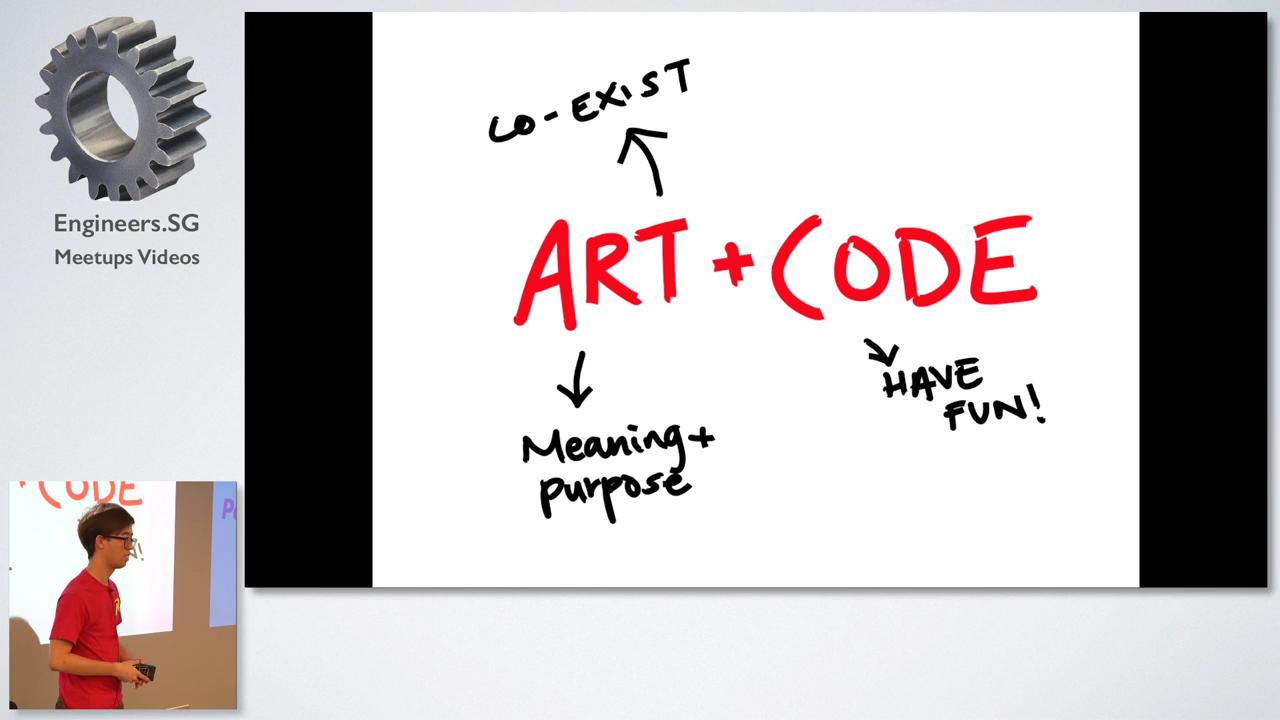 Engineers.SG
Meetups Videos
CO-EXIST
ART + CODE
HAVE
FUN!
Meaning +
purpose
CODE